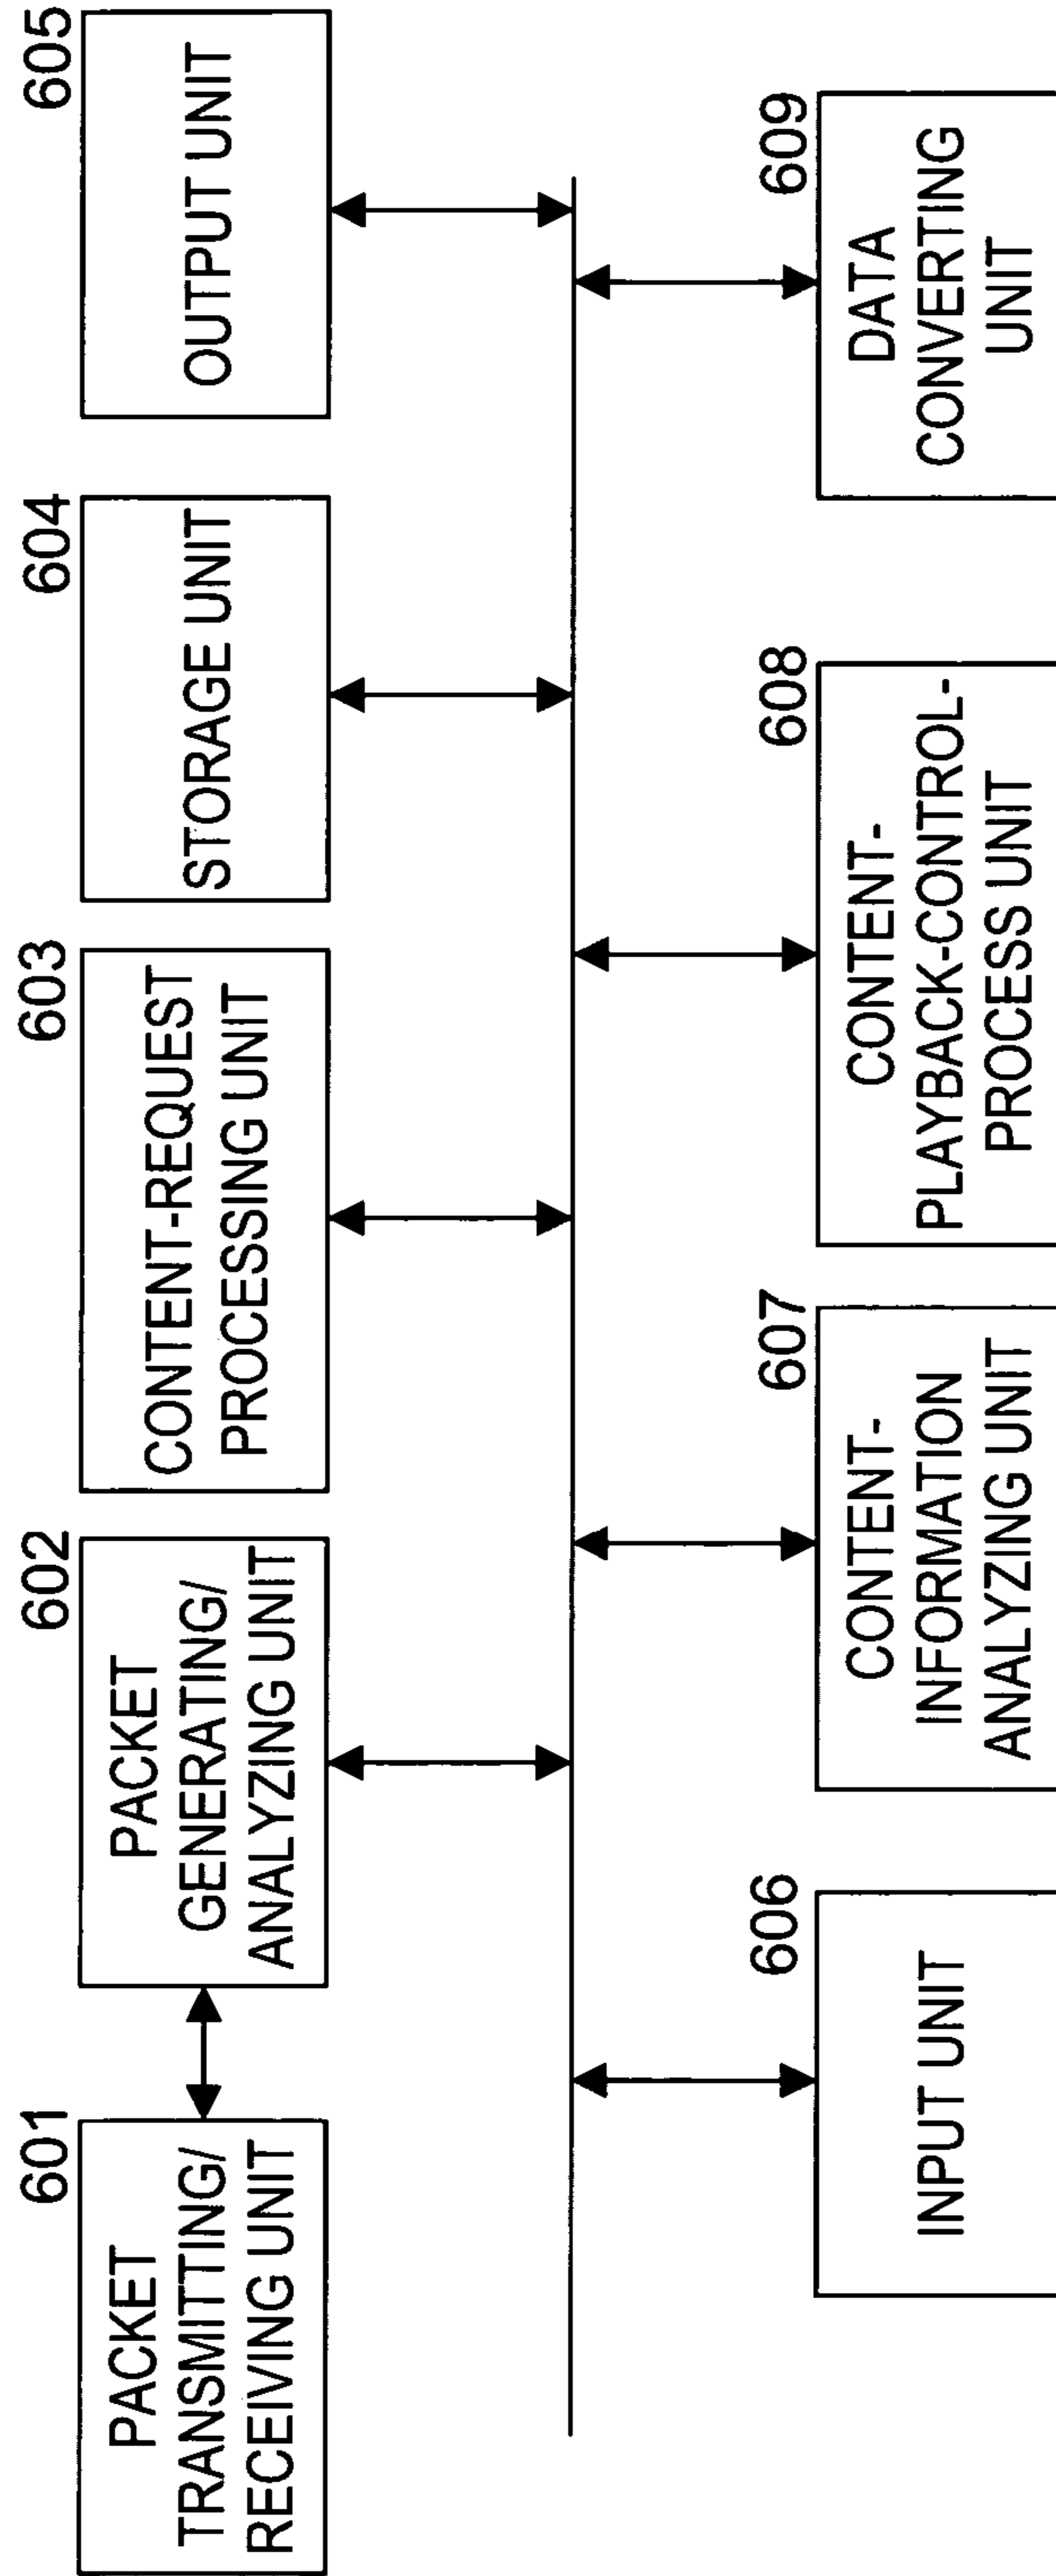 601
PACKET
TRANSMITTING/
RECEIVING UNIT
602
PACKET
GENERATING/
ANALYZING UNIT
603
CONTENT-REQUEST
PROCESSING UNIT
604
STORAGE UNIT
605
OUTPUT UNIT
606
INPUT UNIT
607
CONTENT-
INFORMATION
ANALYZING UNIT
608
CONTENT-
PLAYBACK-CONTROL-
PROCESS UNIT
609
DATA
CONVERTING
UNIT